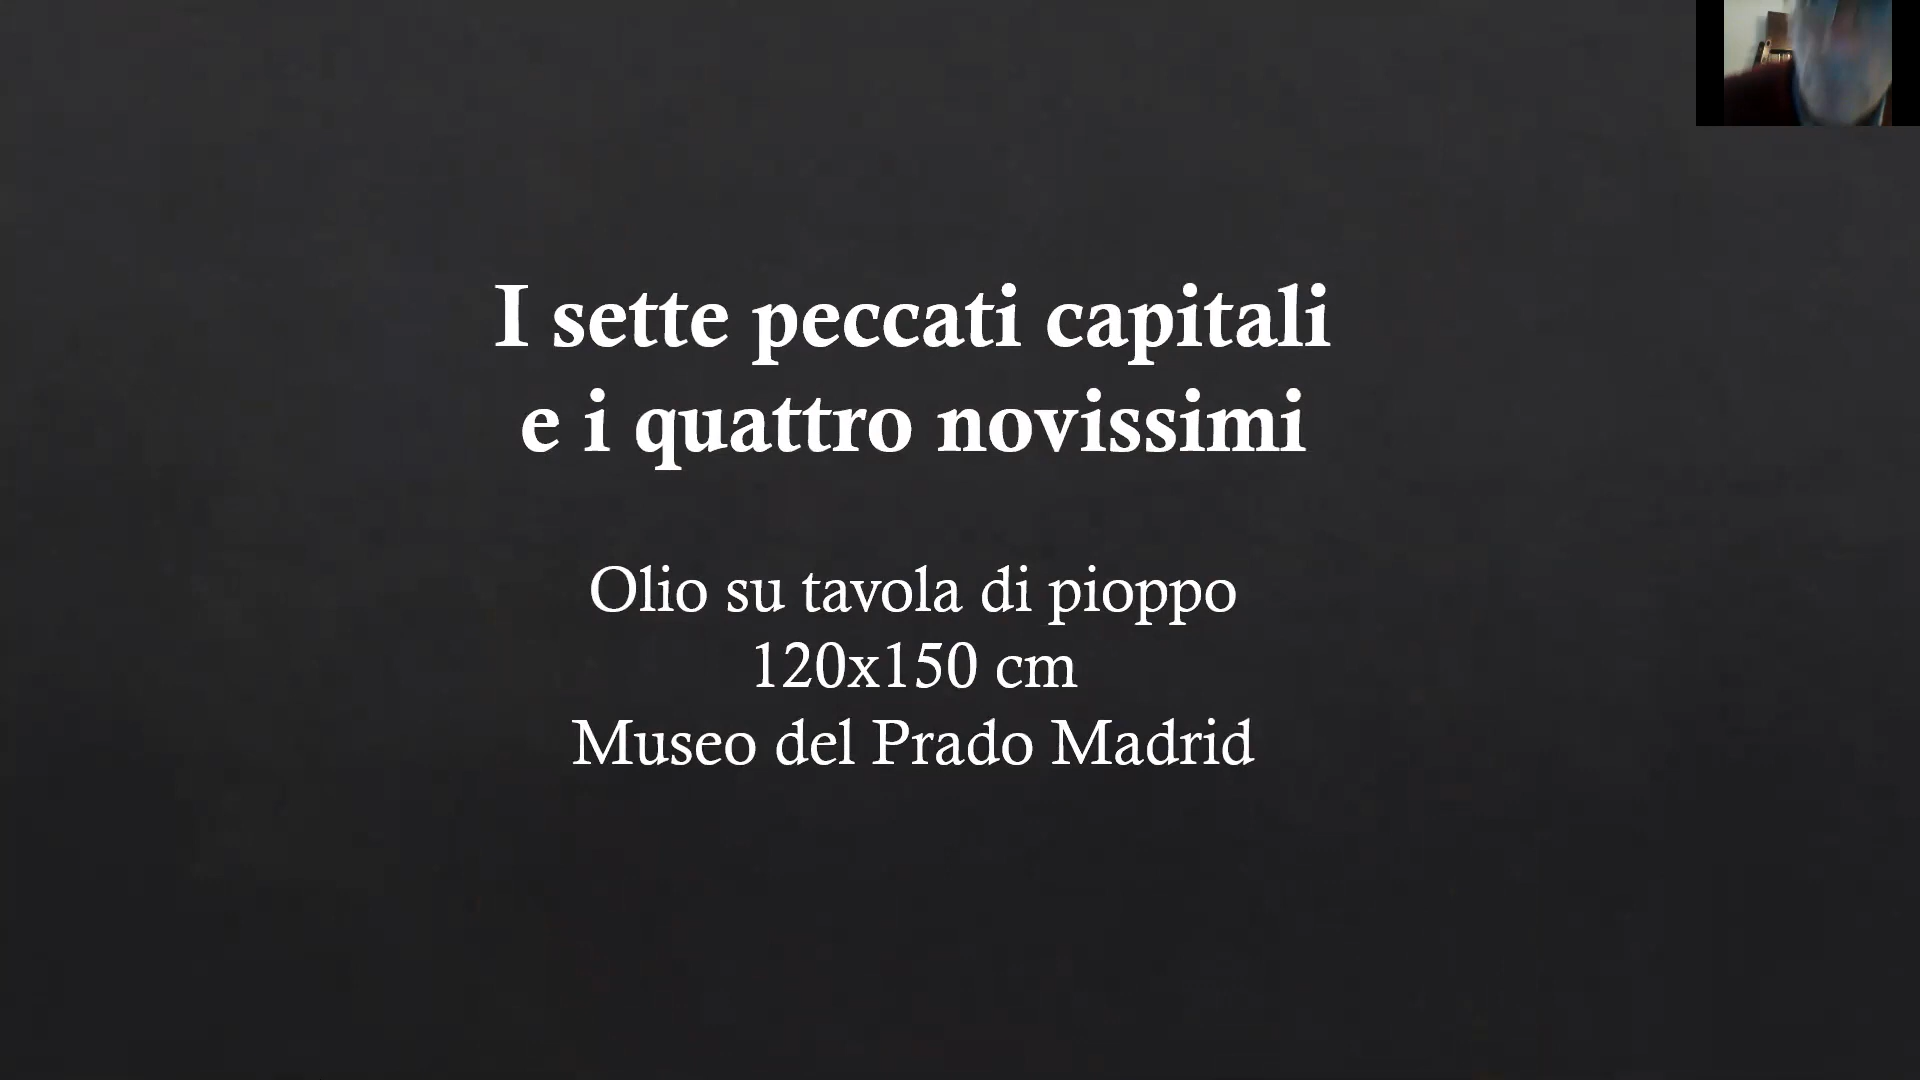 I sette peccati capitali
e i quattro novissimi
Olio su tavola di pioppo
120x150 cm
Museo del Prado Madrid